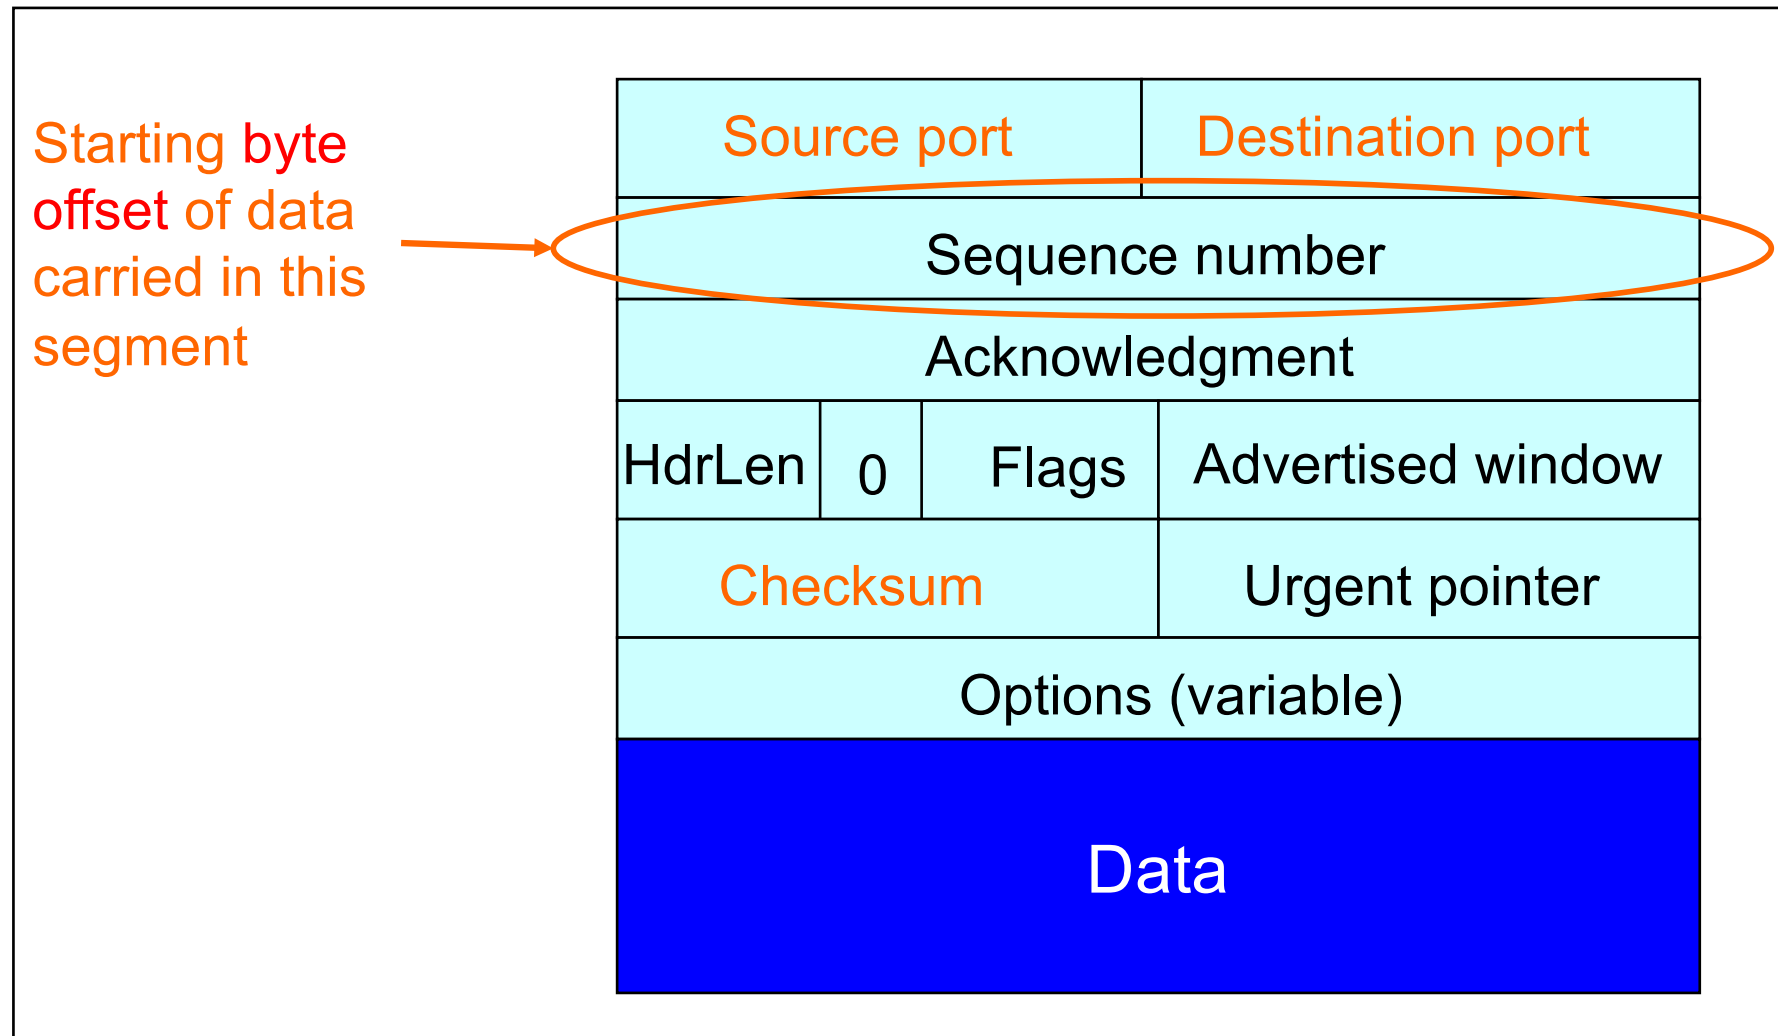 Starting byte
offset of data
carried in this
segment
Source port
Destination port
Sequence number
Acknowledgment
HdrLen
0
Flags
Advertised window
Checksum
Urgent pointer
Options (variable)
Data